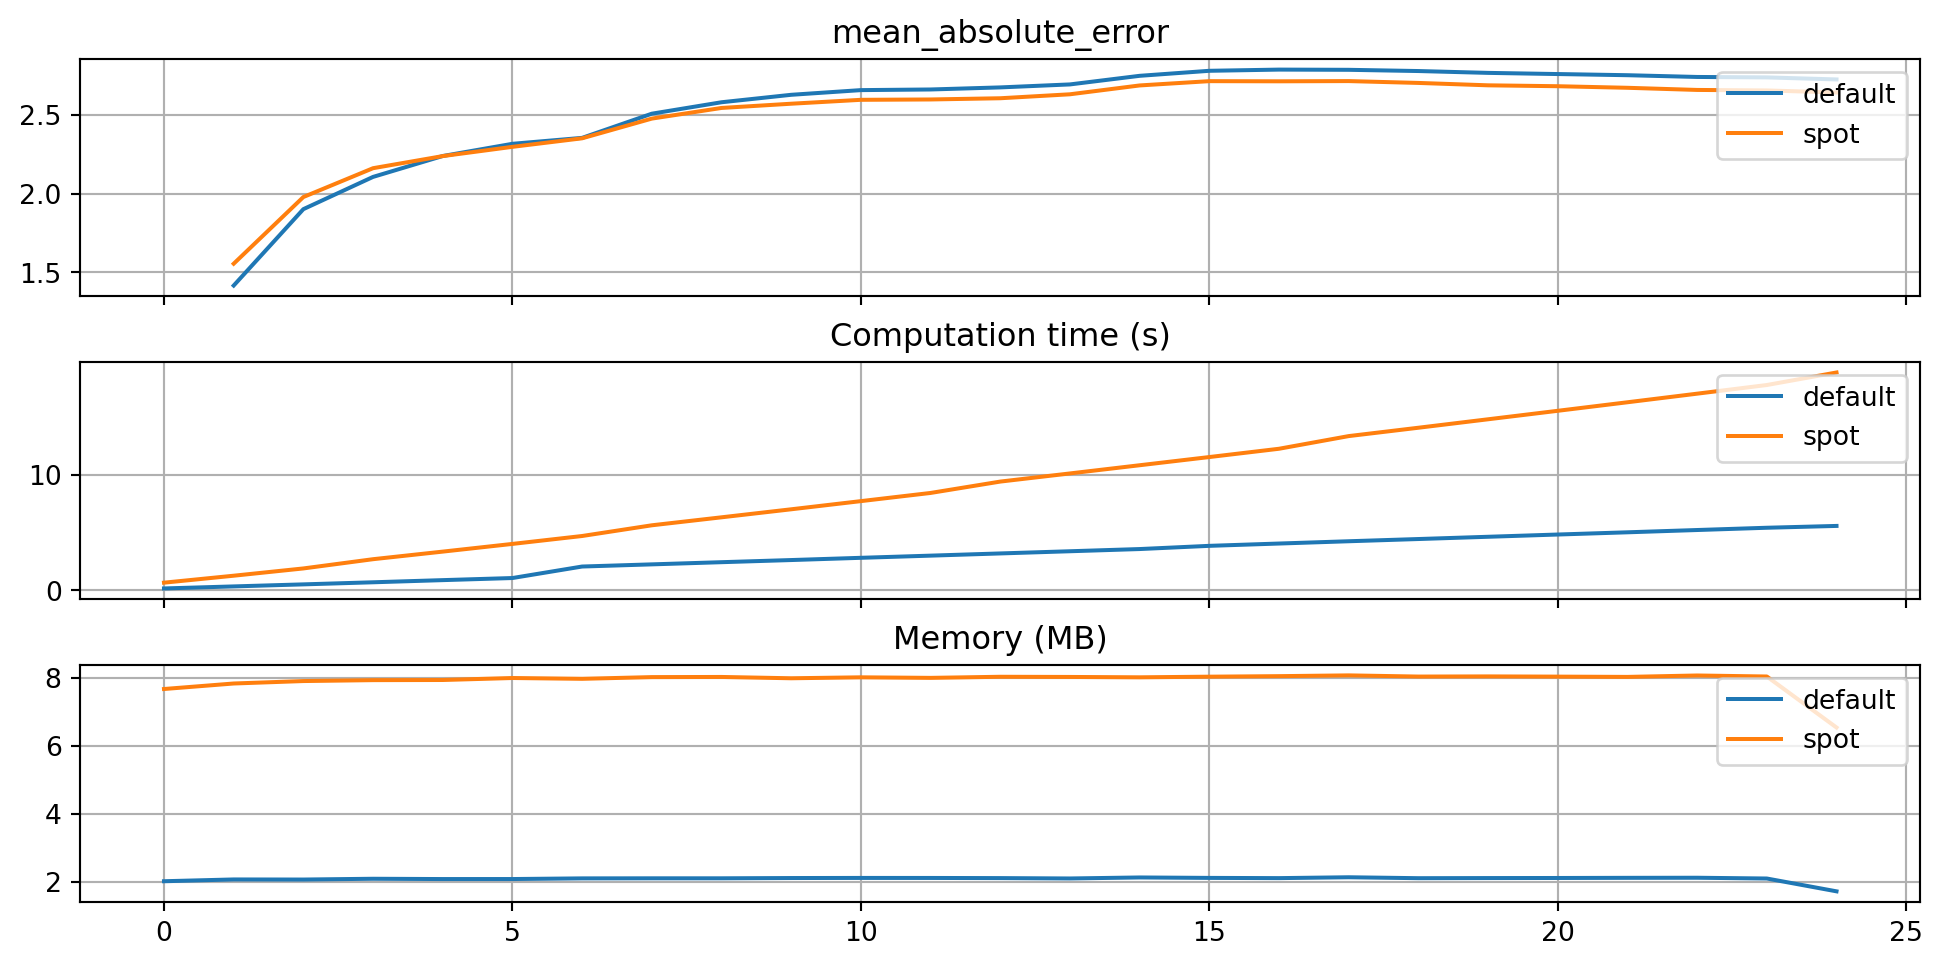 mean_absolute_error
2.5
2.0
1.5
default
spot
Computation time (s)
10
0
default
spot
Memory (MB)
8
6
4
2
default
spot
0 5 10 15 20 25